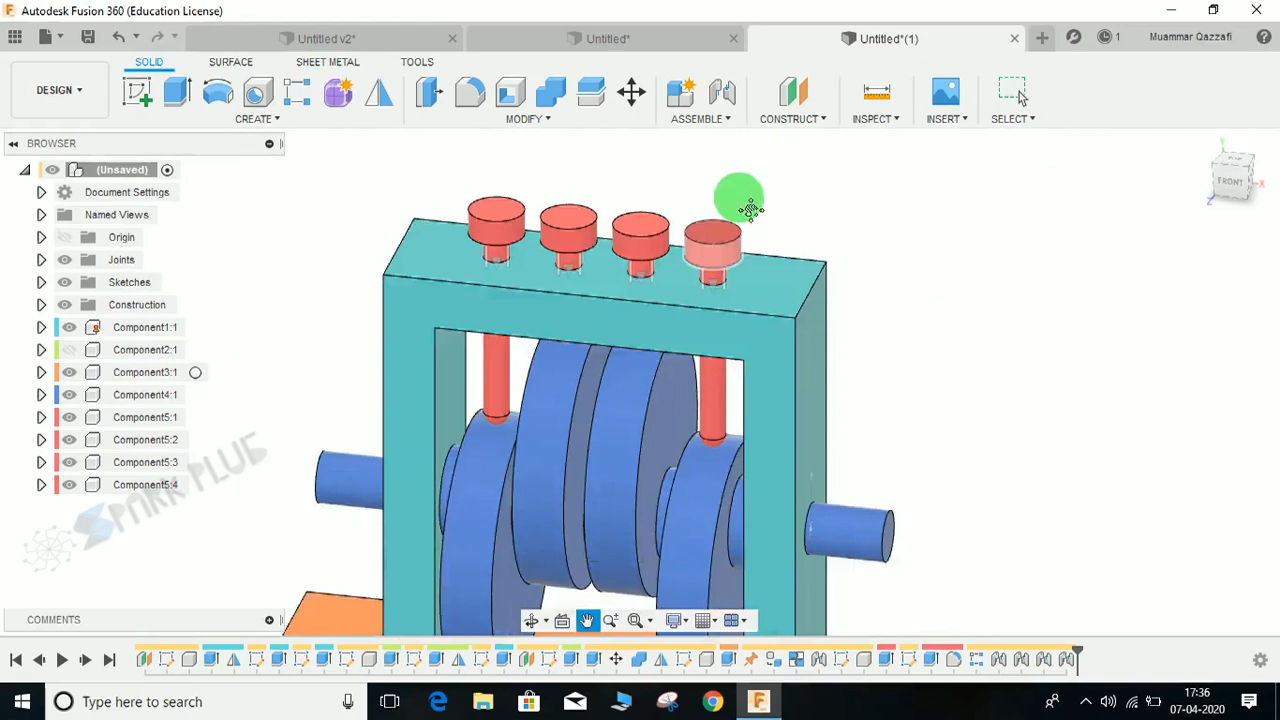 Autodesk Fusion 360 (Education License)
Untitled v2*
Untitled*
Untitled*(1)
1
Muammar Qazzafi
DESIGN
SOLID
SURFACE
SHEET METAL
TOOLS
CREATE
MODIFY
ASSEMBLE
CONSTRUCT
INSPECT
INSERT
SELECT
BROWSER
(Unsaved)
Document Settings
Named Views
Origin
Joints
Sketches
Construction
Component1:1
Component2:1
Component3:1
Component4:1
Component5:1
Component5:2
Component5:3
Component5:4
SPARK PLUE
TOP
FRONT
Y
X
Z
COMMENTS
Type here to search
17:36
07-04-2020